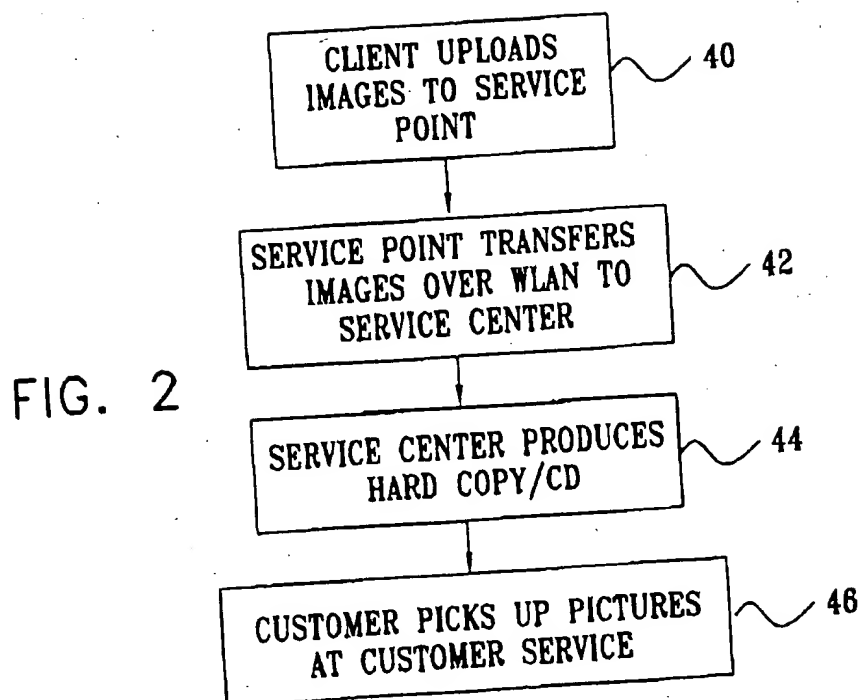 CLIENT UPLOADS
IMAGES TO SERVICE
POINT
40
SERVICE POINT TRANSFERS
IMAGES OVER WLAN TO
SERVICE CENTER
42
FIG. 2
SERVICE CENTER PRODUCES
HARD COPY/CD
44
CUSTOMER PICKS UP PICTURES
AT CUSTOMER SERVICE
46